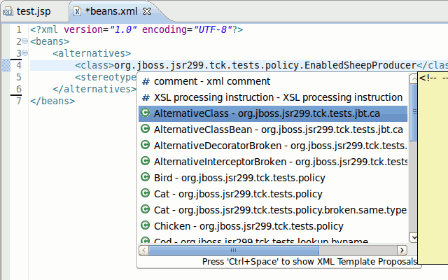 test.jsp
*beans.xml
1 <?xml version="1.0" encoding="UTF-8"?>
2 <beans>
3 <alternatives>
4 <class>org.jboss.jsr299.tck.tests.policy.EnabledSheepProducer</class>
5 <stereotype
6 </alternatives>
7 </beans>
<!--
# comment - xml comment
# XSL processing instruction - XSL processing instruction
AlternativeClass - org.jboss.jsr299.tck.tests.jbt.ca
AlternativeClassBean - org.jboss.jsr299.tck.tests.jbt.
AlternativeDecoratorBroken - org.jboss.jsr299.tck.te
AlternativeInterceptorBroken - org.jboss.jsr299.tck.
Bird - org.jboss.jsr299.tck.tests.policy
Cat - org.jboss.jsr299.tck.tests.policy
Cat - org.jboss.jsr299.tck.tests.policy.broken.same.type
Chicken - org.jboss.jsr299.tck.tests.policy
Cod - org.jboss.jsr299.tck.tests.lookup.byname
Press 'Ctrl+Space' to show XML Template Proposals